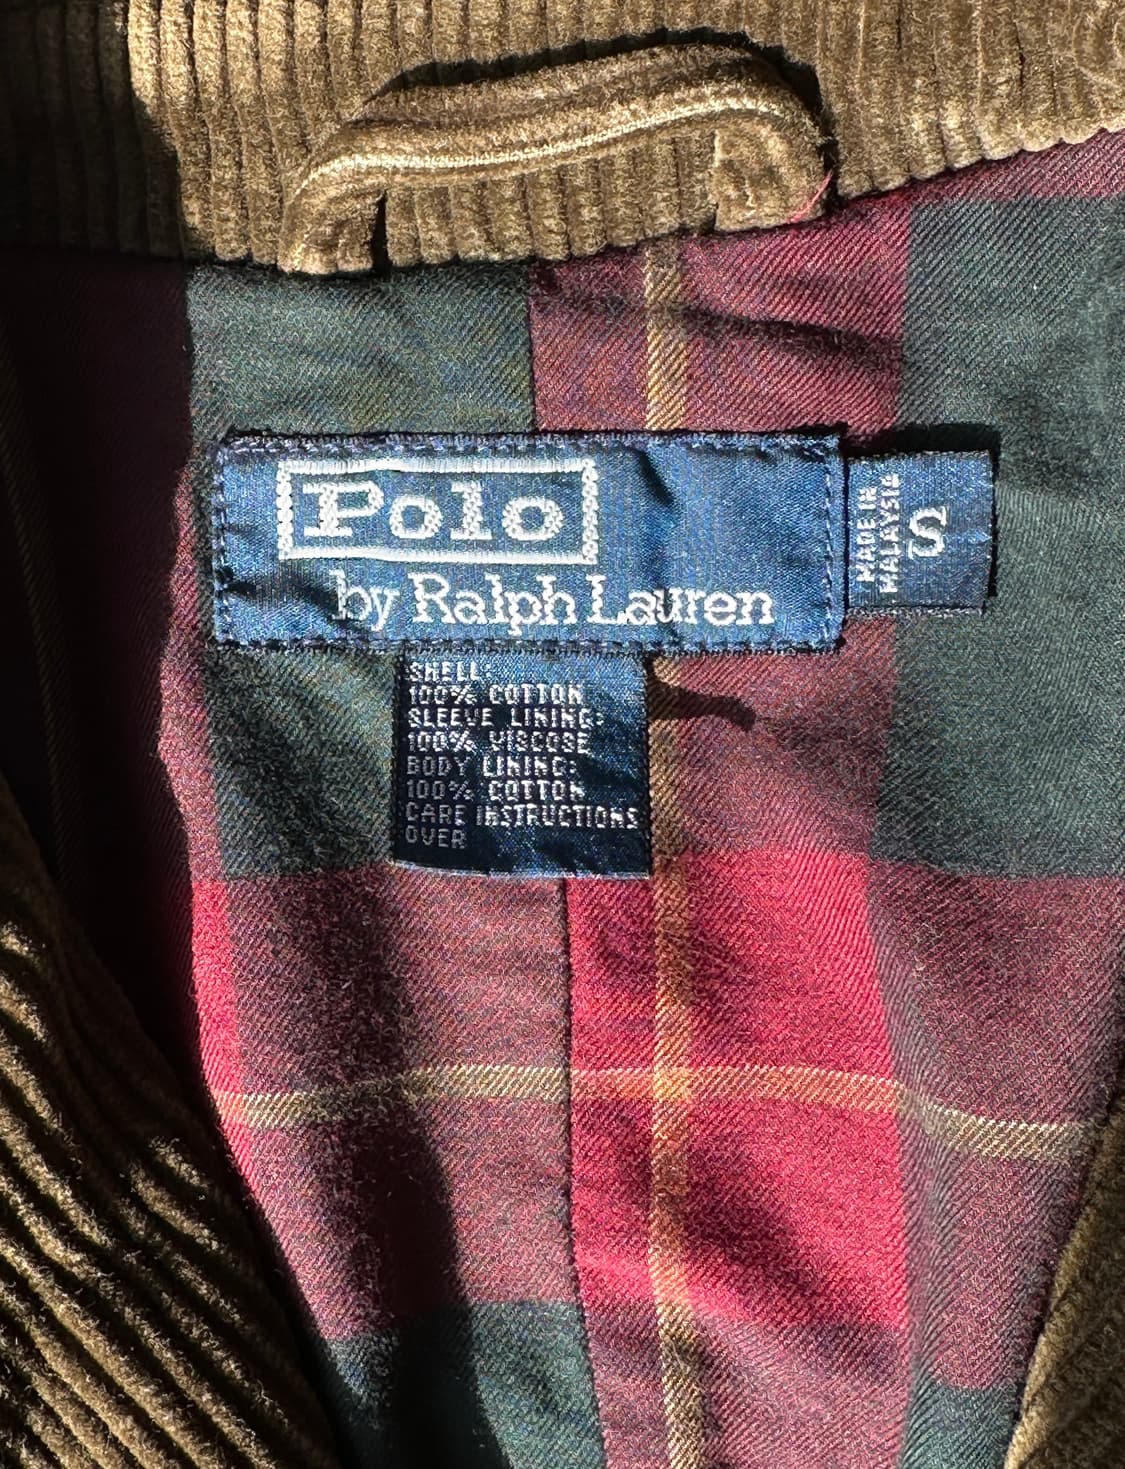 Polo
by Ralph Lauren
MADE IN
MALAYSIA
S
SHELL:
100% COTTON
SLEEVE LINING:
100% VISCOSE
BODY LINING:
100% COTTON
CARE INSTRUCTIONS
OVER